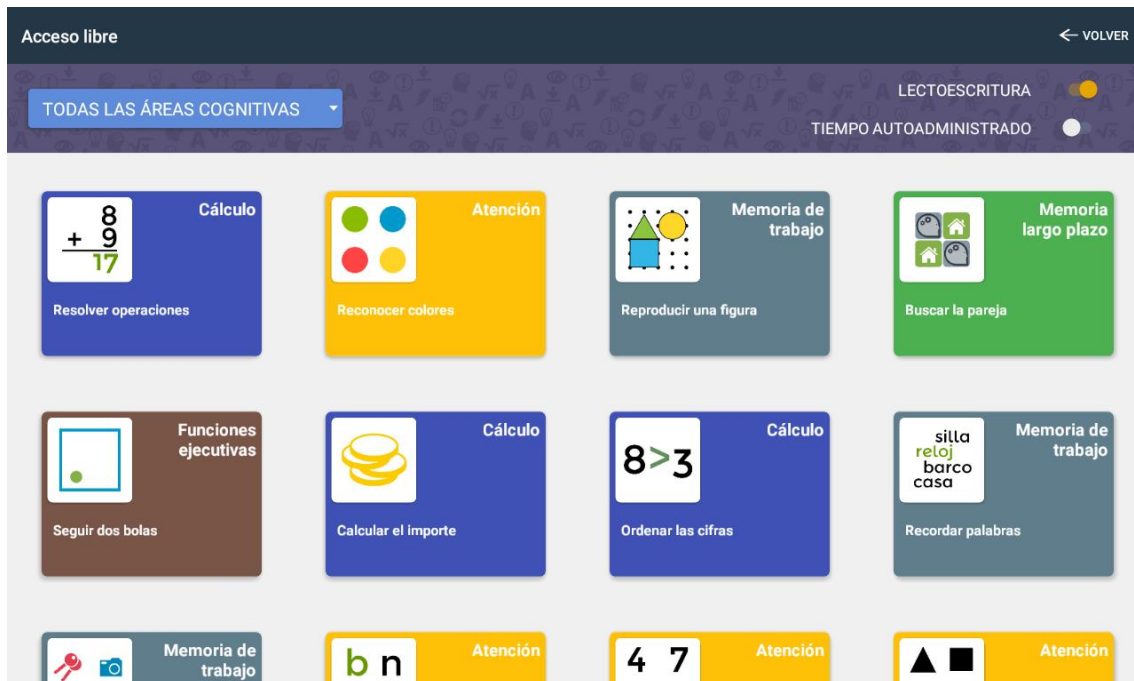 Acceso libre
VOLVER
TODAS LAS ÁREAS COGNITIVAS
LECTOESCRITURA
TIEMPO AUTOADMINISTRADO
8
+ 9
17
Cálculo
Resolver operaciones
Atención
Reconocer colores
Memoria de
trabajo
Reproducir una figura
Memoria
largo plazo
Buscar la pareja
Funciones
ejecutivas
Seguir dos bolas
Cálculo
Calcular el importe
8>3
Cálculo
Ordenar las cifras
silla
reloj
barco
casa
Memoria de
trabajo
Recordar palabras
Memoria de
trabajo
b n
Atención
4 7
Atención
Atención